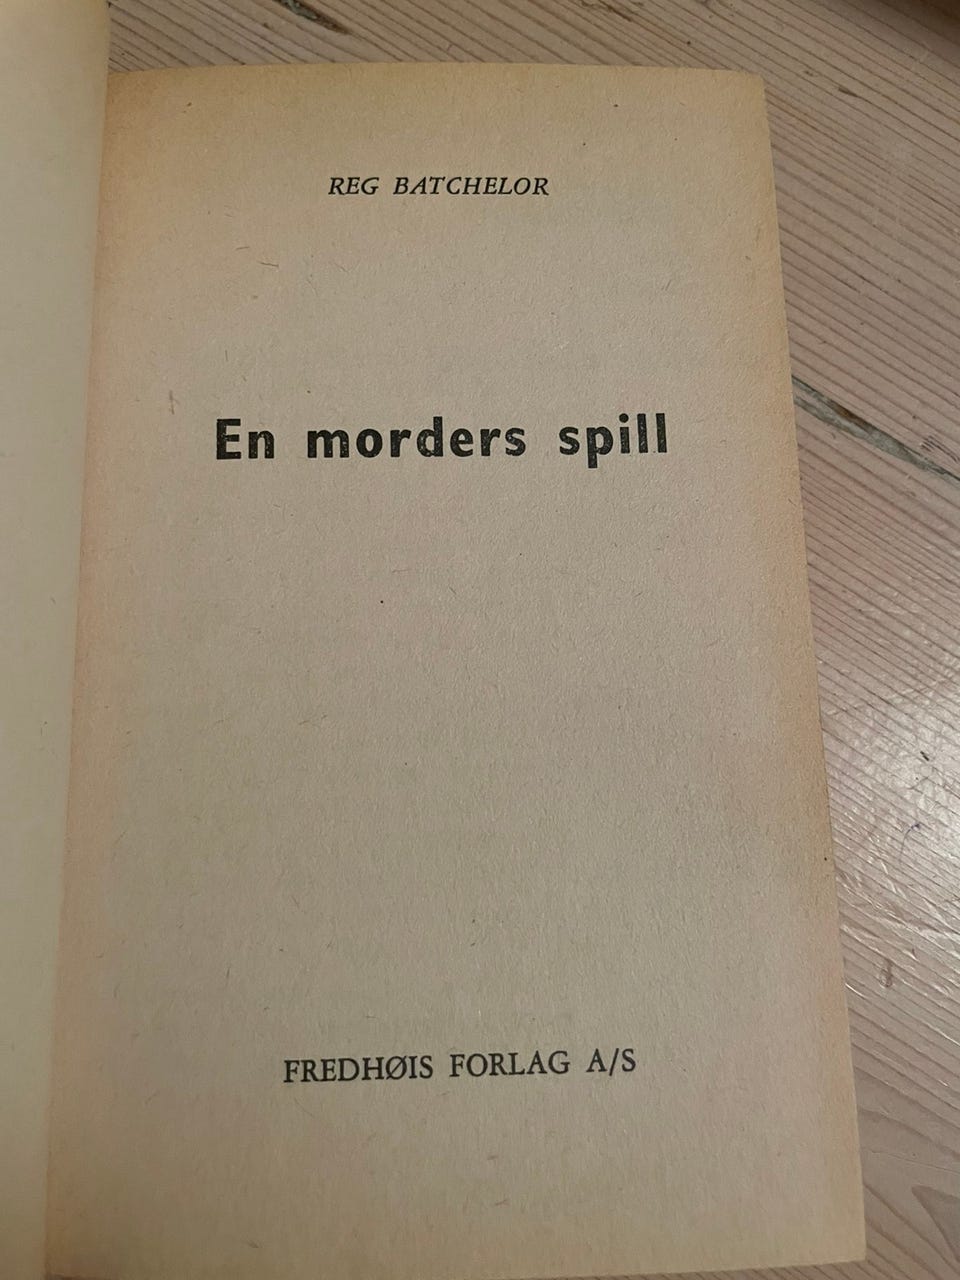 REG BATCHELOR
En morders spill
FREDHØIS FORLAG A/S